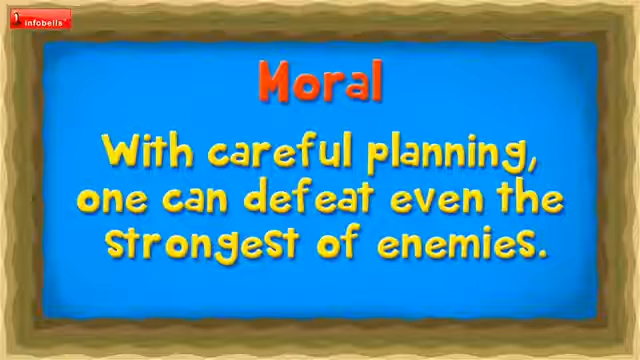 infobells
Moral
With careful planning,
one can defeat even the
strongest of enemies.